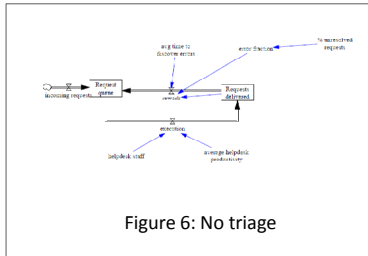 avg time to
discover errors
error fraction
% unresolved
requests
Request
queue
Requests
delivered
incoming requests
rework
execution
helpdesk staff
average helpdesk
productivity
Figure 6: No triage